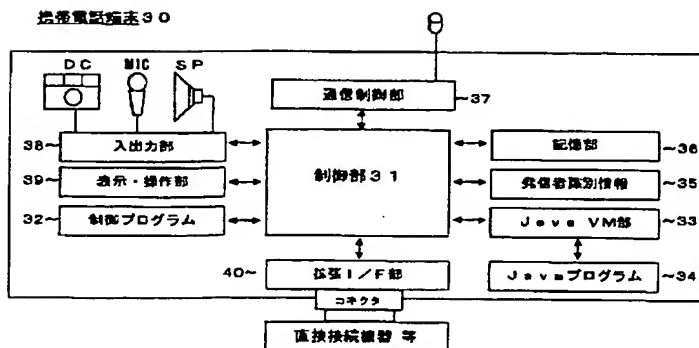 携帯電話端末30
DC MIC SP
通信制御部 37
38 入出力部
39 表示・操作部
32 制御プログラム
制御部31
記憶部 36
発信者識別情報 35
Java VM部 33
Javaプログラム 34
40 拡張I/F部
コネクタ
直接接続機器 等